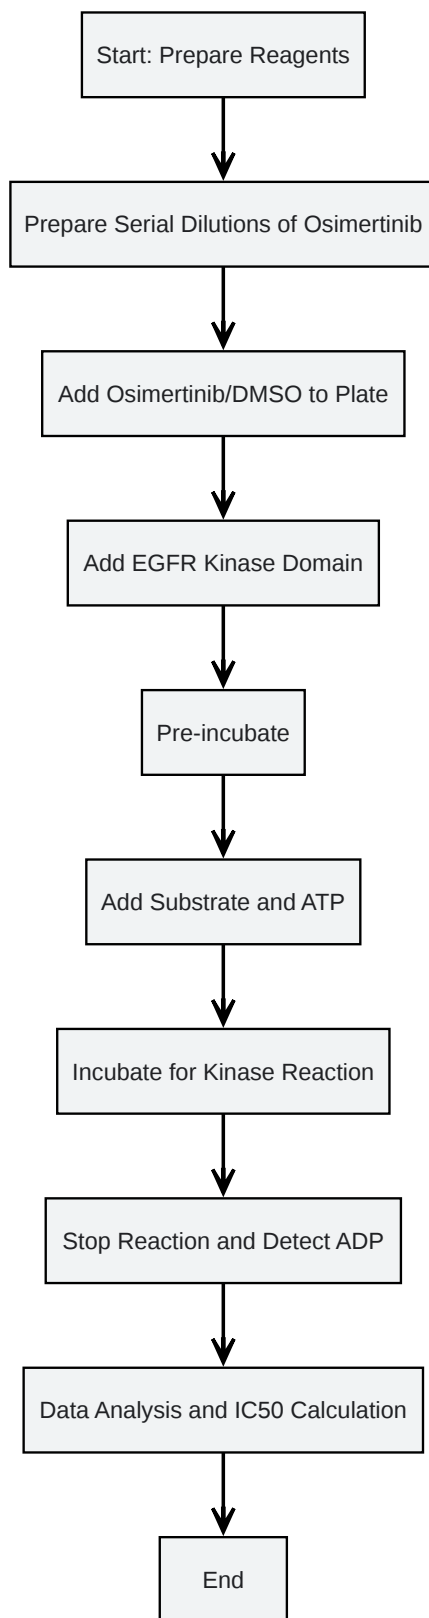 Start: Prepare Reagents
Prepare Serial Dilutions of Osimertinib
Add Osimertinib/DMSO to Plate
Add EGFR Kinase Domain
Pre-incubate
Add Substrate and ATP
Incubate for Kinase Reaction
Stop Reaction and Detect ADP
Data Analysis and IC50 Calculation
End